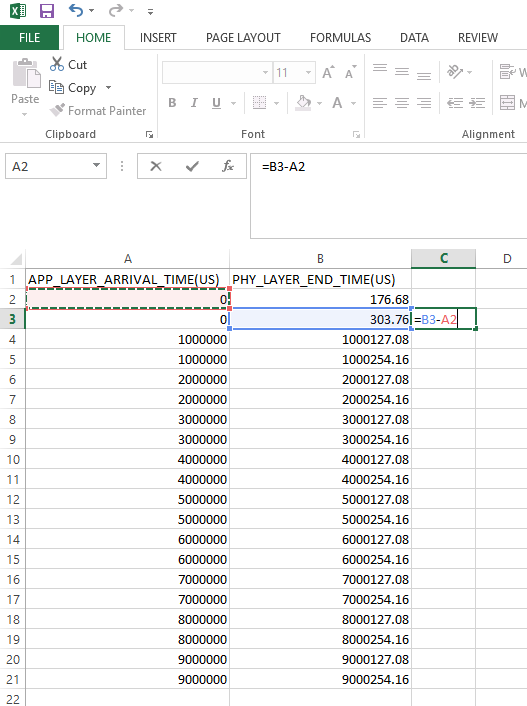 FILE HOME INSERT PAGE LAYOUT FORMULAS DATA REVIEW
Cut
Copy
Format Painter
Paste
Clipboard
11 A A
B I U A
Font
W
M
Alignment
A2 fx =B3-A2
A B C D
1 APP_LAYER_ARRIVAL_TIME(US) PHY_LAYER_END_TIME(US)
2 0 176.68
3 0 303.76 =B3-A2
4 1000000 1000127.08
5 1000000 1000254.16
6 2000000 2000127.08
7 2000000 2000254.16
8 3000000 3000127.08
9 3000000 3000254.16
10 4000000 4000127.08
11 4000000 4000254.16
12 5000000 5000127.08
13 5000000 5000254.16
14 6000000 6000127.08
15 6000000 6000254.16
16 7000000 7000127.08
17 7000000 7000254.16
18 8000000 8000127.08
19 8000000 8000254.16
20 9000000 9000127.08
21 9000000 9000254.16
22